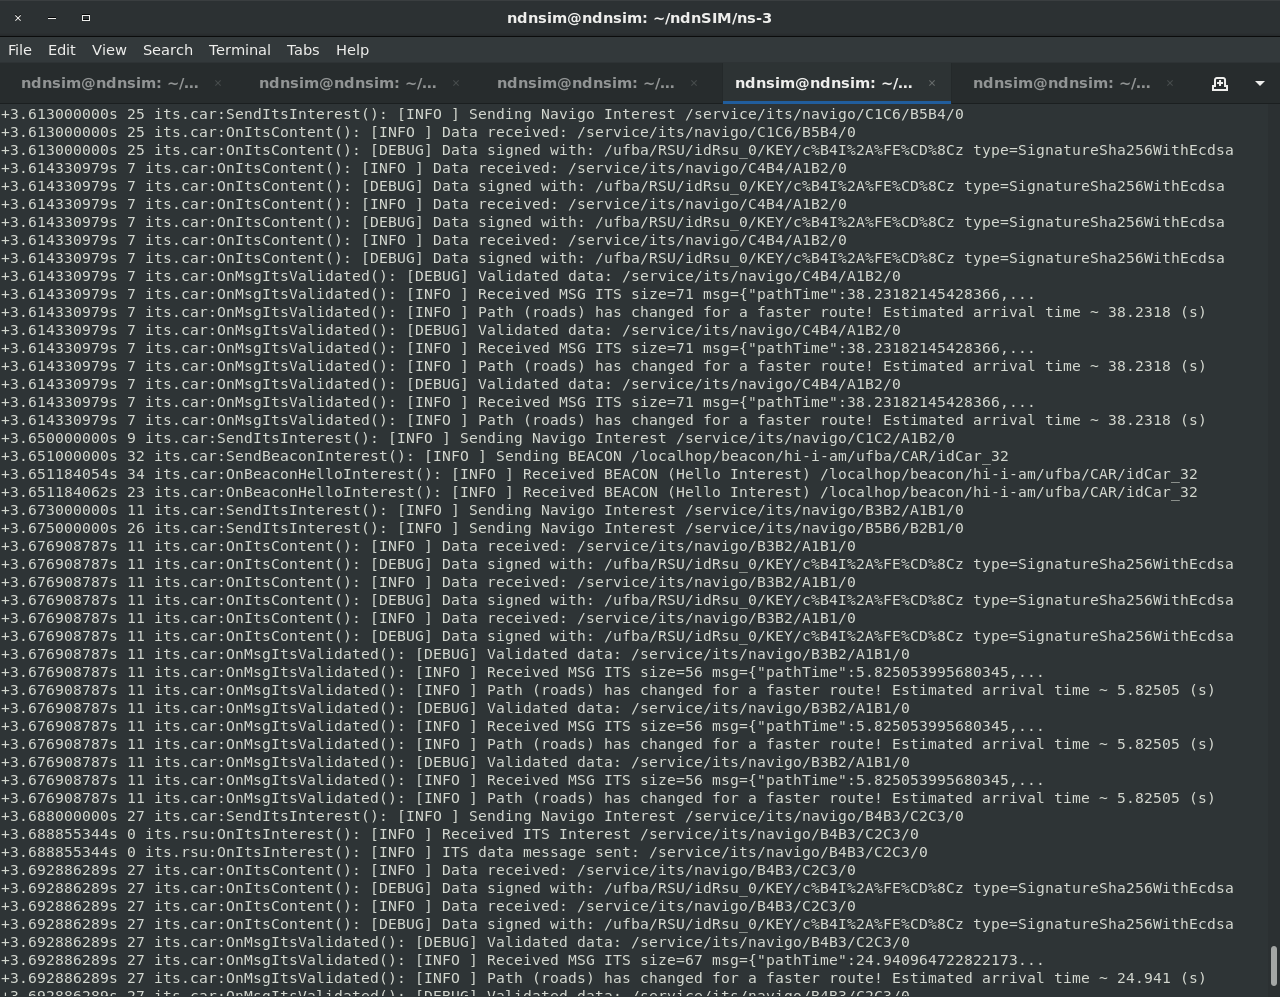 ndnsim@ndnsim: ~/ndnSIM/ns-3
File Edit View Search Terminal Tabs Help
ndnsim@ndnsim: ~/... × ndnsim@ndnsim: ~/... × ndnsim@ndnsim: ~/... × ndnsim@ndnsim: ~/... × ndnsim@ndnsim: ~/... ×
+3.613000000s 25 its.car:SendItsInterest(): [INFO ] Sending Navigo Interest /service/its/navigo/C1C6/B5B4/0
+3.613000000s 25 its.car:OnItsContent(): [INFO ] Data received: /service/its/navigo/C1C6/B5B4/0
+3.613000000s 25 its.car:OnItsContent(): [DEBUG] Data signed with: /ufba/RSU/idRsu_0/KEY/c%B4I%2A%FE%CD%8Cz type=SignatureSha256WithEcdsa
+3.614330979s 7 its.car:OnItsContent(): [INFO ] Data received: /service/its/navigo/C4B4/A1B2/0
+3.614330979s 7 its.car:OnItsContent(): [DEBUG] Data signed with: /ufba/RSU/idRsu_0/KEY/c%B4I%2A%FE%CD%8Cz type=SignatureSha256WithEcdsa
+3.614330979s 7 its.car:OnItsContent(): [INFO ] Data received: /service/its/navigo/C4B4/A1B2/0
+3.614330979s 7 its.car:OnItsContent(): [DEBUG] Data signed with: /ufba/RSU/idRsu_0/KEY/c%B4I%2A%FE%CD%8Cz type=SignatureSha256WithEcdsa
+3.614330979s 7 its.car:OnItsContent(): [INFO ] Data received: /service/its/navigo/C4B4/A1B2/0
+3.614330979s 7 its.car:OnItsContent(): [DEBUG] Data signed with: /ufba/RSU/idRsu_0/KEY/c%B4I%2A%FE%CD%8Cz type=SignatureSha256WithEcdsa
+3.614330979s 7 its.car:OnMsgItsValidated(): [DEBUG] Validated data: /service/its/navigo/C4B4/A1B2/0
+3.614330979s 7 its.car:OnMsgItsValidated(): [INFO ] Received MSG ITS size=71 msg={"pathTime":38.23182145428366,...
+3.614330979s 7 its.car:OnMsgItsValidated(): [INFO ] Path (roads) has changed for a faster route! Estimated arrival time ~ 38.2318 (s)
+3.614330979s 7 its.car:OnMsgItsValidated(): [DEBUG] Validated data: /service/its/navigo/C4B4/A1B2/0
+3.614330979s 7 its.car:OnMsgItsValidated(): [INFO ] Received MSG ITS size=71 msg={"pathTime":38.23182145428366,...
+3.614330979s 7 its.car:OnMsgItsValidated(): [INFO ] Path (roads) has changed for a faster route! Estimated arrival time ~ 38.2318 (s)
+3.614330979s 7 its.car:OnMsgItsValidated(): [DEBUG] Validated data: /service/its/navigo/C4B4/A1B2/0
+3.614330979s 7 its.car:OnMsgItsValidated(): [INFO ] Received MSG ITS size=71 msg={"pathTime":38.23182145428366,...
+3.614330979s 7 its.car:OnMsgItsValidated(): [INFO ] Path (roads) has changed for a faster route! Estimated arrival time ~ 38.2318 (s)
+3.650000000s 9 its.car:SendItsInterest(): [INFO ] Sending Navigo Interest /service/its/navigo/C1C2/A1B2/0
+3.651000000s 32 its.car:SendBeaconInterest(): [INFO ] Sending BEACON /localhop/beacon/hi-i-am/ufba/CAR/idCar_32
+3.651184054s 34 its.car:OnBeaconHelloInterest(): [INFO ] Received BEACON (Hello Interest) /localhop/beacon/hi-i-am/ufba/CAR/idCar_32
+3.651184062s 23 its.car:OnBeaconHelloInterest(): [INFO ] Received BEACON (Hello Interest) /localhop/beacon/hi-i-am/ufba/CAR/idCar_32
+3.673000000s 11 its.car:SendItsInterest(): [INFO ] Sending Navigo Interest /service/its/navigo/B3B2/A1B1/0
+3.675000000s 26 its.car:SendItsInterest(): [INFO ] Sending Navigo Interest /service/its/navigo/B5B6/B2B1/0
+3.676908787s 11 its.car:OnItsContent(): [INFO ] Data received: /service/its/navigo/B3B2/A1B1/0
+3.676908787s 11 its.car:OnItsContent(): [DEBUG] Data signed with: /ufba/RSU/idRsu_0/KEY/c%B4I%2A%FE%CD%8Cz type=SignatureSha256WithEcdsa
+3.676908787s 11 its.car:OnItsContent(): [INFO ] Data received: /service/its/navigo/B3B2/A1B1/0
+3.676908787s 11 its.car:OnItsContent(): [DEBUG] Data signed with: /ufba/RSU/idRsu_0/KEY/c%B4I%2A%FE%CD%8Cz type=SignatureSha256WithEcdsa
+3.676908787s 11 its.car:OnItsContent(): [INFO ] Data received: /service/its/navigo/B3B2/A1B1/0
+3.676908787s 11 its.car:OnItsContent(): [DEBUG] Data signed with: /ufba/RSU/idRsu_0/KEY/c%B4I%2A%FE%CD%8Cz type=SignatureSha256WithEcdsa
+3.676908787s 11 its.car:OnMsgItsValidated(): [DEBUG] Validated data: /service/its/navigo/B3B2/A1B1/0
+3.676908787s 11 its.car:OnMsgItsValidated(): [INFO ] Received MSG ITS size=56 msg={"pathTime":5.825053995680345,...
+3.676908787s 11 its.car:OnMsgItsValidated(): [INFO ] Path (roads) has changed for a faster route! Estimated arrival time ~ 5.82505 (s)
+3.676908787s 11 its.car:OnMsgItsValidated(): [DEBUG] Validated data: /service/its/navigo/B3B2/A1B1/0
+3.676908787s 11 its.car:OnMsgItsValidated(): [INFO ] Received MSG ITS size=56 msg={"pathTime":5.825053995680345,...
+3.676908787s 11 its.car:OnMsgItsValidated(): [INFO ] Path (roads) has changed for a faster route! Estimated arrival time ~ 5.82505 (s)
+3.676908787s 11 its.car:OnMsgItsValidated(): [DEBUG] Validated data: /service/its/navigo/B3B2/A1B1/0
+3.676908787s 11 its.car:OnMsgItsValidated(): [INFO ] Received MSG ITS size=56 msg={"pathTime":5.825053995680345,...
+3.676908787s 11 its.car:OnMsgItsValidated(): [INFO ] Path (roads) has changed for a faster route! Estimated arrival time ~ 5.82505 (s)
+3.688000000s 27 its.car:SendItsInterest(): [INFO ] Sending Navigo Interest /service/its/navigo/B4B3/C2C3/0
+3.688855344s 0 its.rsu:OnItsInterest(): [INFO ] Received ITS Interest /service/its/navigo/B4B3/C2C3/0
+3.688855344s 0 its.rsu:OnItsInterest(): [INFO ] ITS data message sent: /service/its/navigo/B4B3/C2C3/0
+3.692886289s 27 its.car:OnItsContent(): [INFO ] Data received: /service/its/navigo/B4B3/C2C3/0
+3.692886289s 27 its.car:OnItsContent(): [DEBUG] Data signed with: /ufba/RSU/idRsu_0/KEY/c%B4I%2A%FE%CD%8Cz type=SignatureSha256WithEcdsa
+3.692886289s 27 its.car:OnItsContent(): [INFO ] Data received: /service/its/navigo/B4B3/C2C3/0
+3.692886289s 27 its.car:OnItsContent(): [DEBUG] Data signed with: /ufba/RSU/idRsu_0/KEY/c%B4I%2A%FE%CD%8Cz type=SignatureSha256WithEcdsa
+3.692886289s 27 its.car:OnMsgItsValidated(): [DEBUG] Validated data: /service/its/navigo/B4B3/C2C3/0
+3.692886289s 27 its.car:OnMsgItsValidated(): [INFO ] Received MSG ITS size=67 msg={"pathTime":24.940964722822173...
+3.692886289s 27 its.car:OnMsgItsValidated(): [INFO ] Path (roads) has changed for a faster route! Estimated arrival time ~ 24.941 (s)
+3.692886289s 27 its.car:OnMsgItsValidated(): [DEBUG] Validated data: /service/its/navigo/B4B3/C2C3/0